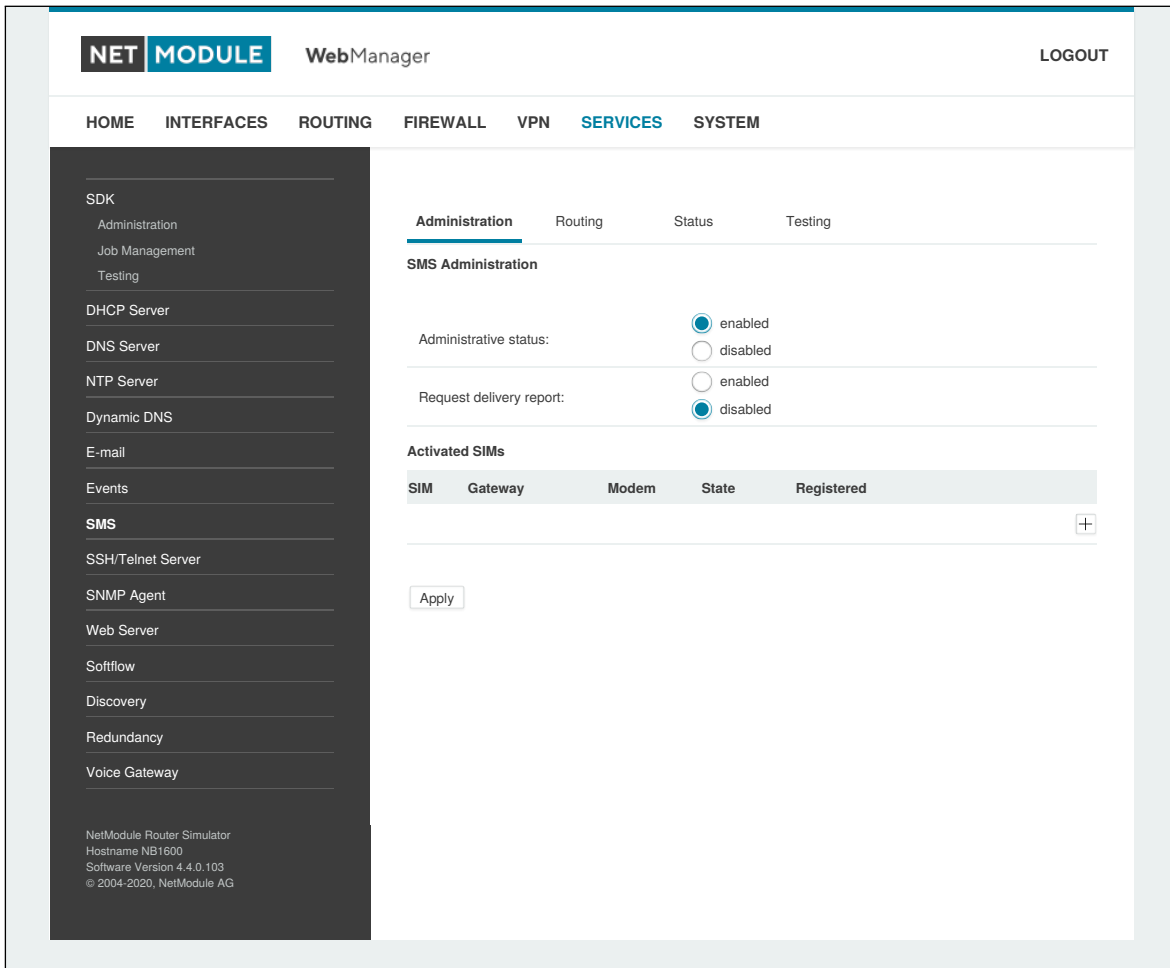 NET MODULE WebManager LOGOUT
HOME INTERFACES ROUTING FIREWALL VPN SERVICES SYSTEM
SDK
Administration
Job Management
Testing
DHCP Server
DNS Server
NTP Server
Dynamic DNS
E-mail
Events
SMS
SSH/Telnet Server
SNMP Agent
Web Server
Softflow
Discovery
Redundancy
Voice Gateway
NetModule Router Simulator
Hostname NB1600
Software Version 4.4.0.103
© 2004-2020, NetModule AG
Administration Routing Status Testing
SMS Administration
Administrative status:
enabled
disabled
Request delivery report:
enabled
disabled
Activated SIMs
SIM Gateway Modem State Registered
Apply